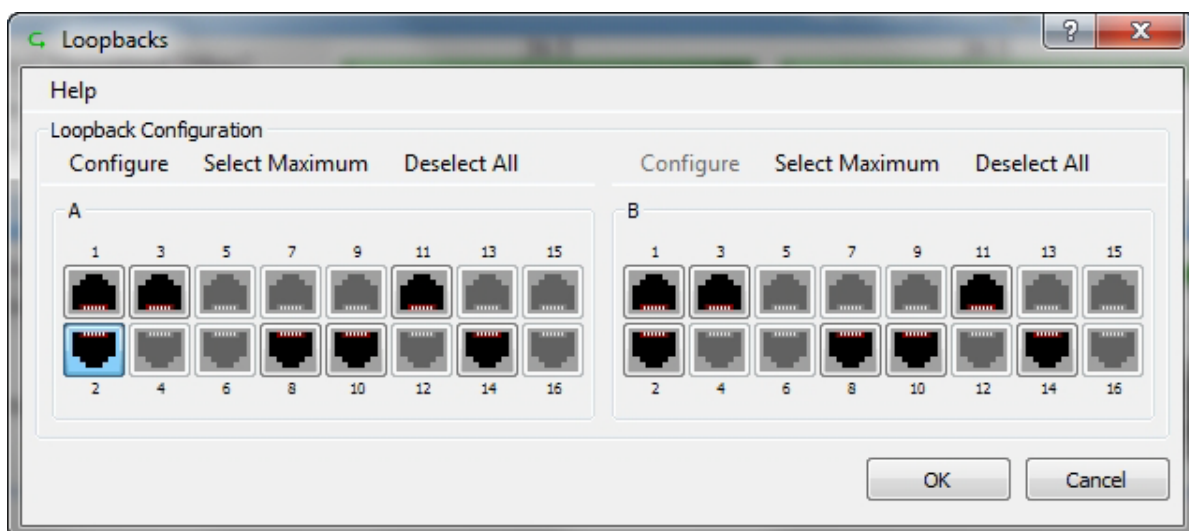 Loopbacks
?
X
Help
Loopback Configuration
Configure Select Maximum Deselect All Configure Select Maximum Deselect All
A B
1 3 5 7 9 11 13 15 1 3 5 7 9 11 13 15
2 4 6 8 10 12 14 16 2 4 6 8 10 12 14 16
OK Cancel